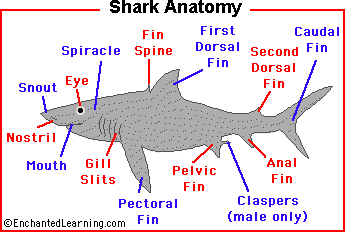 Shark Anatomy
Fin
Spine
First
Dorsal
Fin
Caudal
Fin
Spiracle
Second
Dorsal
Fin
Eye
Snout
Nostril
Mouth
Gill
Slits
Pectoral
Fin
Pelvic
Fin
Claspers
(male only)
Anal
Fin
©EnchantedLearning.com